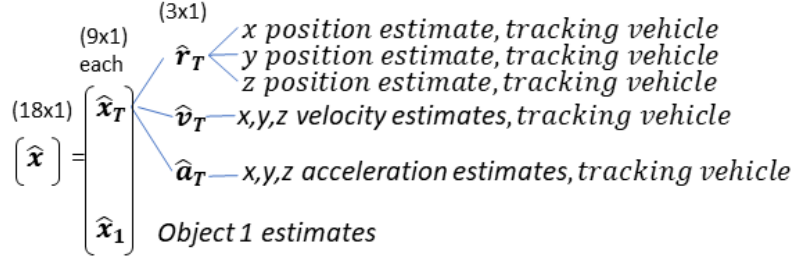 (3x1)
x position estimate, tracking vehicle
(9x1)
each
r̂_T
y position estimate, tracking vehicle
z position estimate, tracking vehicle
(18x1)
x̂_T
v̂_T
x,y,z velocity estimates, tracking vehicle
[x̂] =
â_T
x,y,z acceleration estimates, tracking vehicle
x̂_1
Object 1 estimates